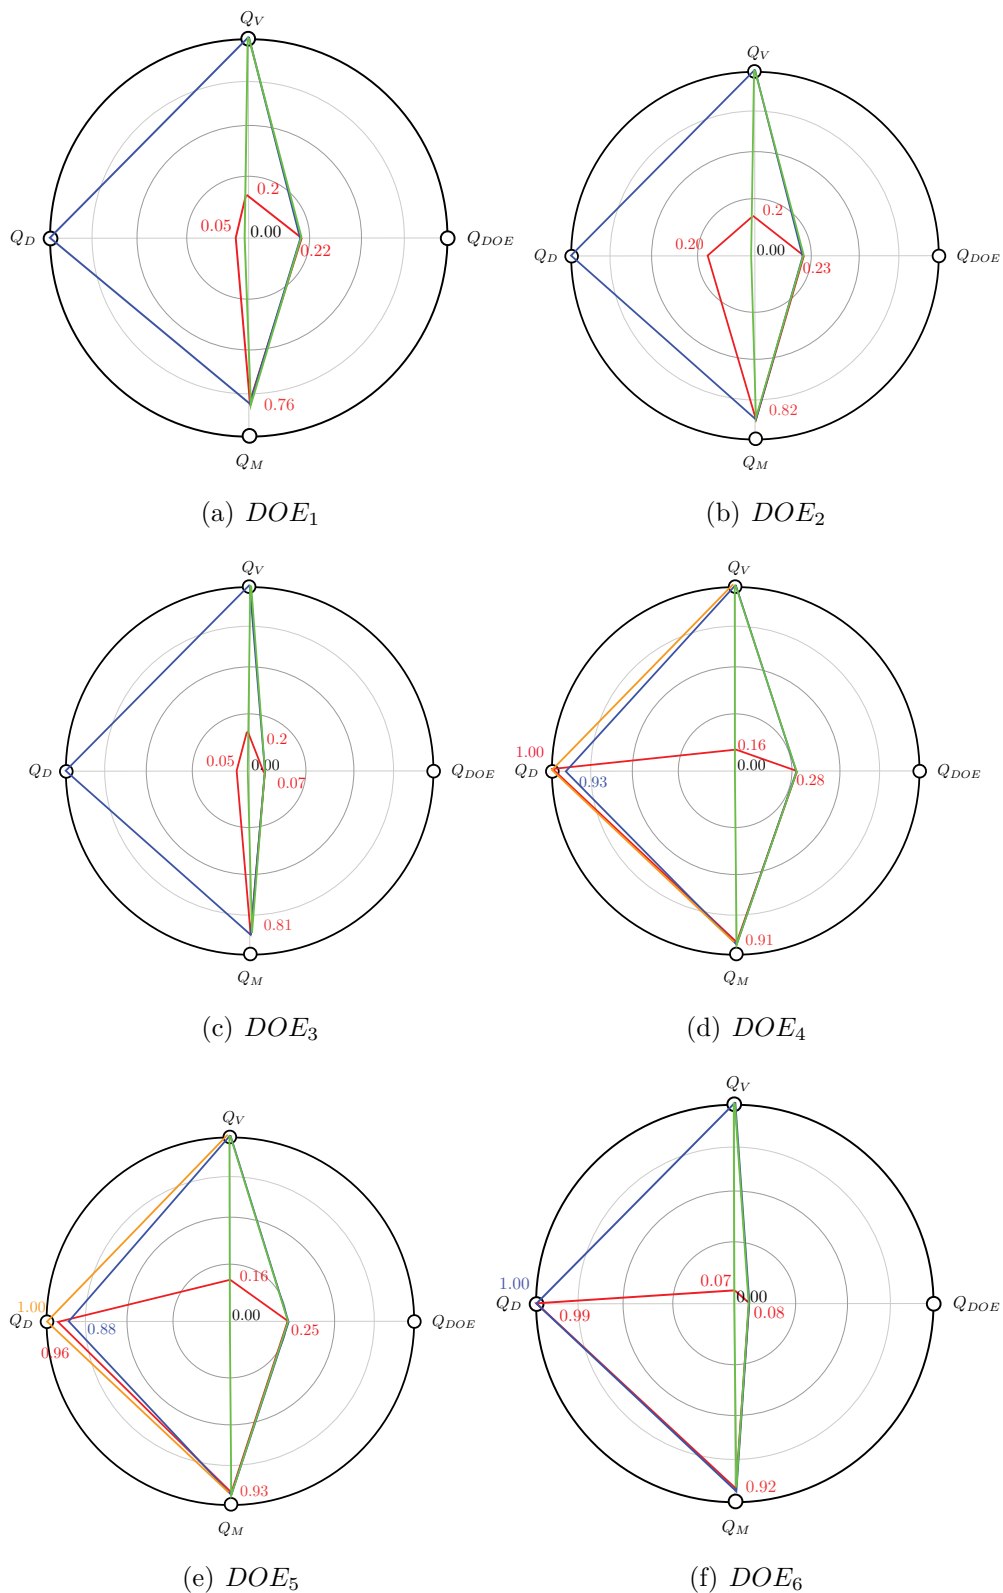 Q_V
0.2
0.05
0.00
Q_D
Q_DOE
0.22
0.76
Q_M
(a) DOE_1
Q_V
0.2
0.20
0.00
Q_D
Q_DOE
0.23
0.82
Q_M
(b) DOE_2
Q_V
0.2
0.05
0.00
Q_D
Q_DOE
0.07
0.81
Q_M
(c) DOE_3
Q_V
0.16
1.00
0.00
Q_D
Q_DOE
0.93
0.28
0.91
Q_M
(d) DOE_4
Q_V
0.16
1.00
0.00
Q_D
Q_DOE
0.88
0.25
0.96
0.93
Q_M
(e) DOE_5
Q_V
0.07
1.00
0.00
Q_D
Q_DOE
0.99
0.08
0.92
Q_M
(f) DOE_6